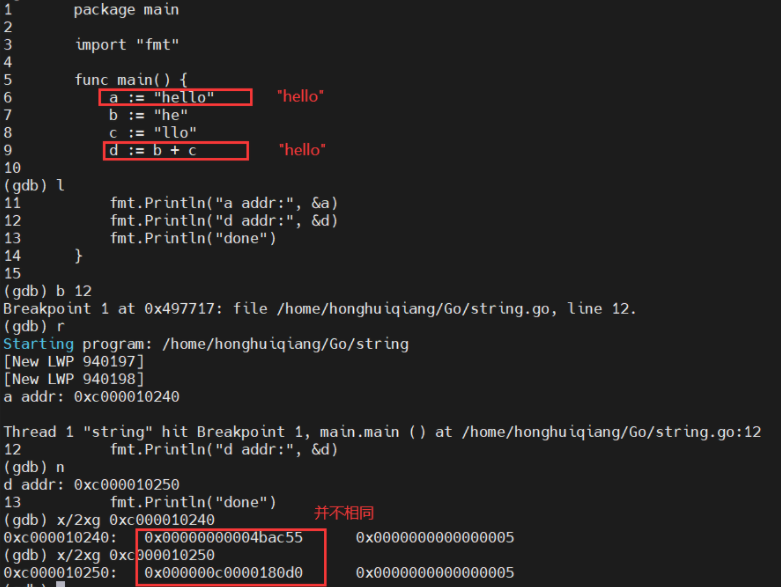 1       package main
2
3       import "fmt"
4
5       func main() {
6           a := "hello"       "hello"
7           b := "he"
8           c := "llo"
9           d := b + c       "hello"
10
(gdb) l
11          fmt.Println("a addr:", &a)
12          fmt.Println("d addr:", &d)
13          fmt.Println("done")
14      }
15
(gdb) b 12
Breakpoint 1 at 0x497717: file /home/honghuiqiang/Go/string.go, line 12.
(gdb) r
Starting program: /home/honghuiqiang/Go/string
[New LWP 940197]
[New LWP 940198]
a addr: 0xc000010240

Thread 1 "string" hit Breakpoint 1, main.main () at /home/honghuiqiang/Go/string.go:12
12          fmt.Println("d addr:", &d)
(gdb) n
d addr: 0xc000010250
13          fmt.Println("done")
并不相同
(gdb) x/2xg 0xc000010240
0xc000010240:   0x00000000004bac55      0x0000000000000005
(gdb) x/2xg 0xc000010250
0xc000010250:   0x000000c0000180d0      0x0000000000000005